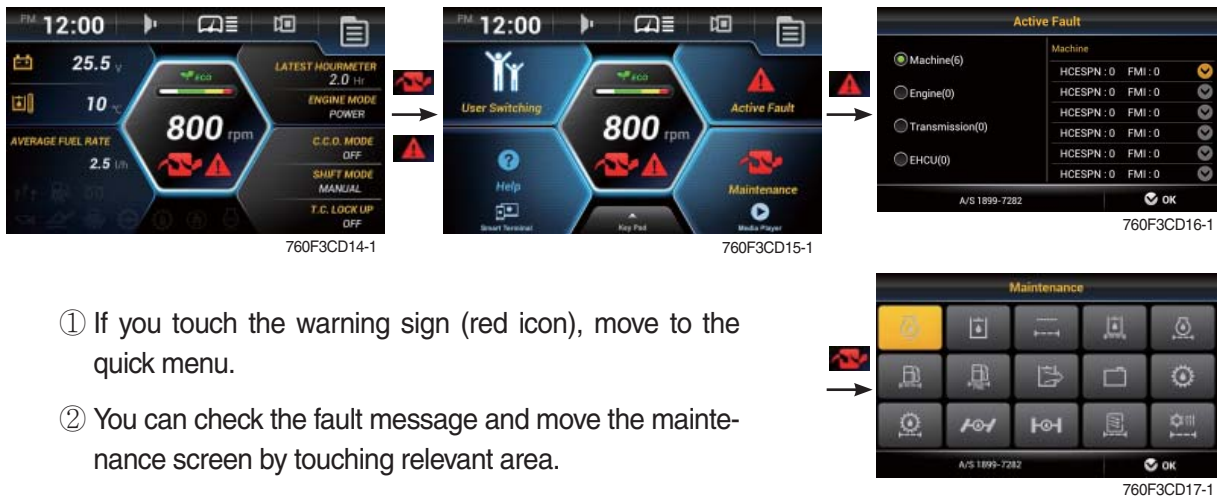 PM 12:00
25.5 V
10 ℃
AVERAGE FUEL RATE
2.5 l/h
ECO
800 rpm
LATEST HOURMETER
2.0 Hr
ENGINE MODE
POWER
C.C.O. MODE
OFF
SHIFT MODE
MANUAL
T.C. LOCK UP
OFF
760F3CD14-1
PM 12:00
User Switching
Active Fault
ECO
800 rpm
Help
Maintenance
Smart Terminal
Key Pad
Media Player
760F3CD15-1
Active Fault
Machine(6)
Engine(0)
Transmission(0)
EHCU(0)
Machine
HCESPN : 0 FMI : 0
HCESPN : 0 FMI : 0
HCESPN : 0 FMI : 0
HCESPN : 0 FMI : 0
HCESPN : 0 FMI : 0
HCESPN : 0 FMI : 0
A/S 1899-7282 OK
760F3CD16-1
① If you touch the warning sign (red icon), move to the
quick menu.
② You can check the fault message and move the mainte-
nance screen by touching relevant area.
Maintenance
A/S 1899-7282 OK
760F3CD17-1